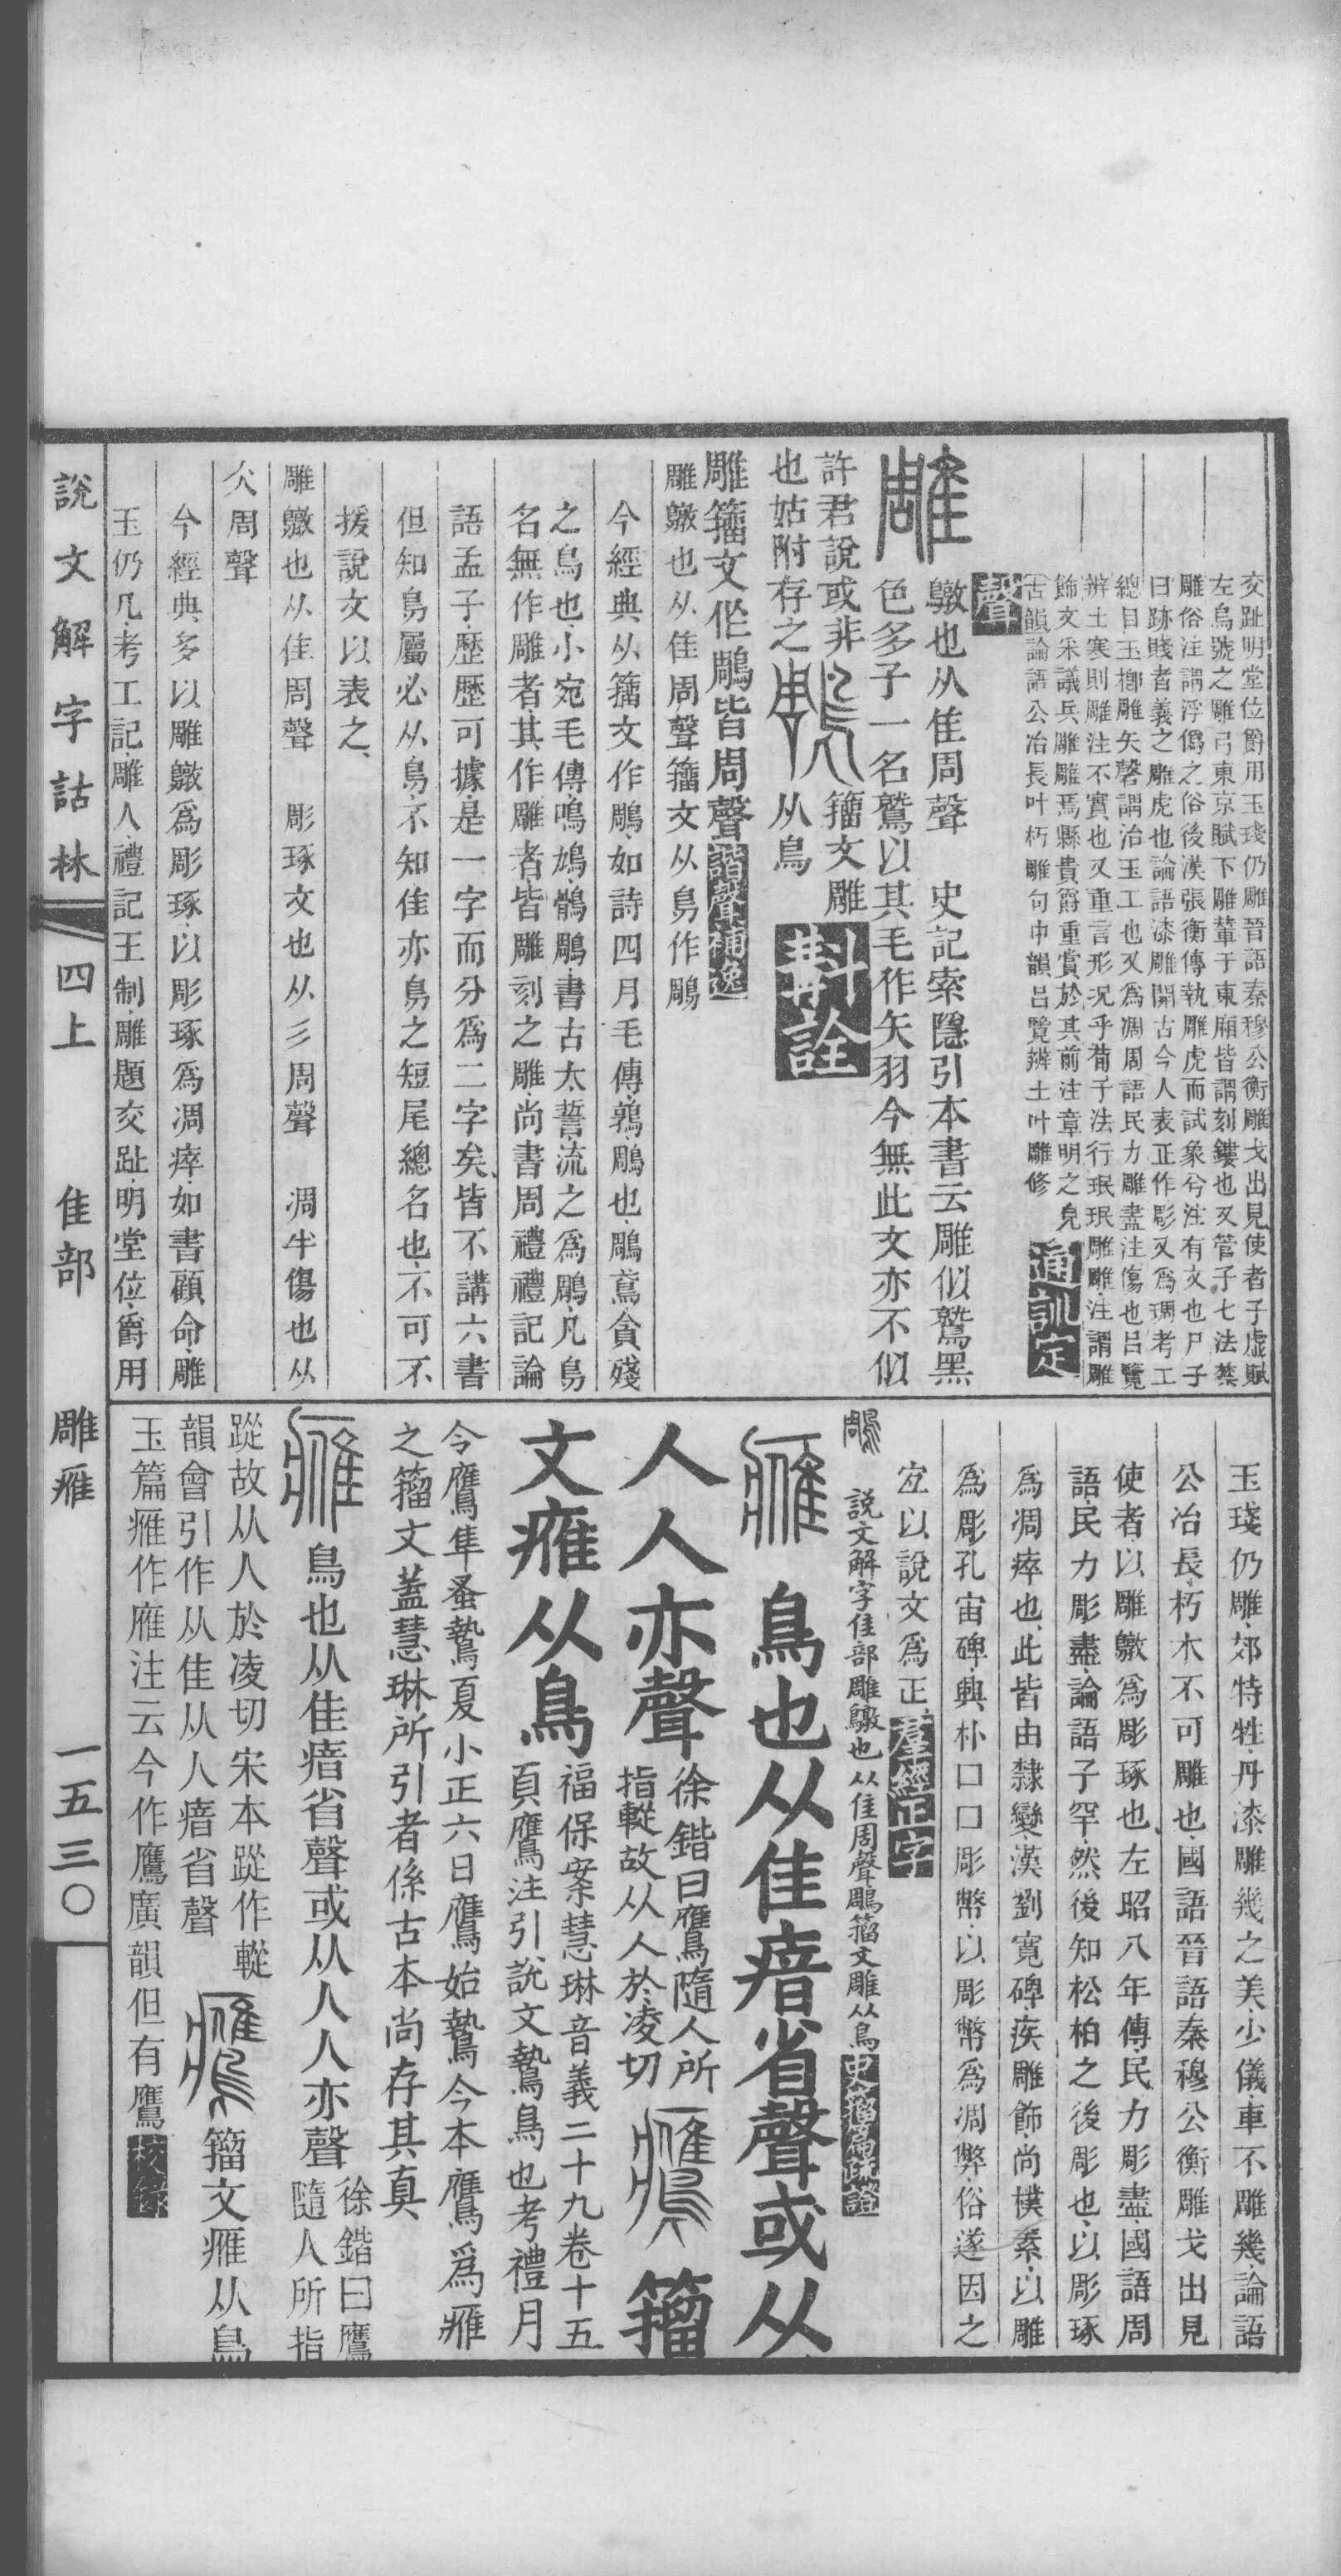 交趾明堂位爵用玉琖仍雕晉語秦穆公衡雕戈出見使者子虛賦
左烏號之雕弓東京賦下雕輦于東廂皆謂刻鏤也又管子七法蔡
雕俗注謂浮僞之俗後漢張衡傳執雕虎而試象兮注有文也尸子
曰跡賤者義之雕虎也論語漆雕開古今人表正作彫又爲琱考工
總目玉楖雕矢磬謂治玉工也又爲凋周語民力雕盡注傷也呂覽
辨土寒則雕注不實也又重言形況乎荀子法行珉珉雕雕注謂雕
飾文采議兵雕雕焉縣貴爵重賞於其前注章明之皃
古韻論語公冶長叶朽雕句中韻呂覽辨土叶雕修通訓定
聲
雕
鷻也从隹周聲　史記索隱引本書云雕似鷲黑
色多子一名鷲以其毛作矢羽今無此文亦不似
許君說或非鵰籒文雕
也姑附存之　从鳥　斠詮
雕籒文作鵰皆周聲諧聲補逸
雕鷻也从隹周聲籒文从鳥作鵰
今經典从籒文作鵰如詩四月毛傳鶉鵰也鵰鳶貪殘
之鳥也小宛毛傳鳴鳩鶻鵰書古太誓流之爲鵰凡鳥
名無作雕者其作雕者皆雕刻之雕尚書周禮禮記論
語孟子歷歷可據是一字而分爲二字矣皆不講六書
但知鳥屬必从鳥不知隹亦鳥之短尾總名也不可不
援說文以表之
雕鷻也从隹周聲　彫琢文也从彡周聲　凋半傷也从
仌周聲
今經典多以雕鷻爲彫琢以彫琢爲凋瘁如書顧命雕
玉仍几考工記雕人禮記王制雕題交趾明堂位爵用
玉琖仍雕郊特牲丹漆雕幾之美少儀車不雕幾論語
公冶長朽木不可雕也國語晉語秦穆公衡雕戈出見
使者以雕鷻爲彫琢也左昭八年傳民力彫盡國語周
語民力彫盡論語子罕然後知松柏之後彫也以彫琢
爲凋瘁也此皆由隸變漢劉寬碑疾雕飾尚樸素以雕
爲彫孔宙碑興朴囗囗彫幣以彫幣爲凋弊俗遂因之
宐以說文爲正羣經正字
鵰　說文解字隹部雕鷻也从隹周聲鵰籀文雕从鳥史籀篇疏證
雁　鳥也从隹瘖省聲或从
人人亦聲徐鍇曰鷹隨人所
指𨄔故从人於凌切　籀
文雁从鳥福保案慧琳音義二十九卷十五
頁鷹注引說文鷙鳥也考禮月
令鷹隼蚤鷙夏小正六日鷹始鷙今本鷹爲雁
之籀文蓋慧琳所引者係古本尚存其真
鳥也从隹瘖省聲或从人人亦聲徐鍇曰鷹
隨人所指
蹤故从人於凌切宋本蹤作䡮
韻會引作从隹从人瘖省聲　籀文雁从鳥
玉篇雁作䧹注云今作鷹廣韻但有鷹校錄
說文解字詁林　四上　隹部　雕雁　一五三〇